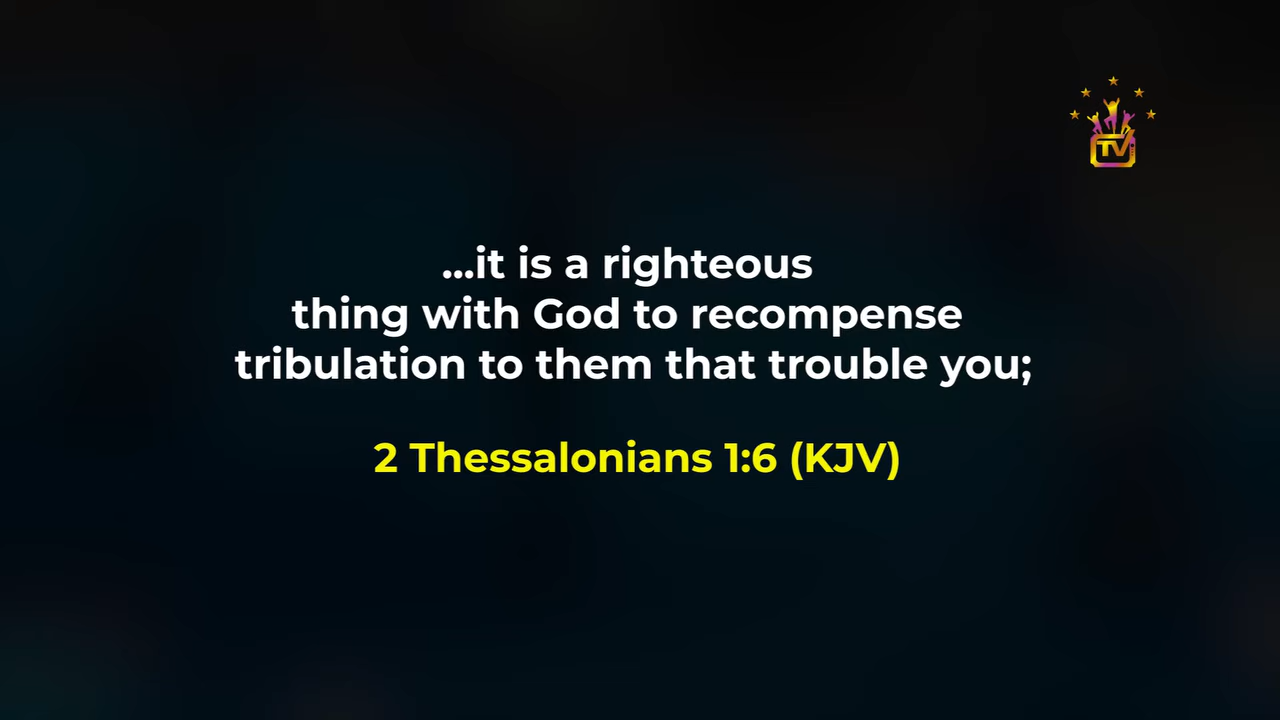 TV
...it is a righteous
thing with God to recompense
tribulation to them that trouble you;
2 Thessalonians 1:6 (KJV)